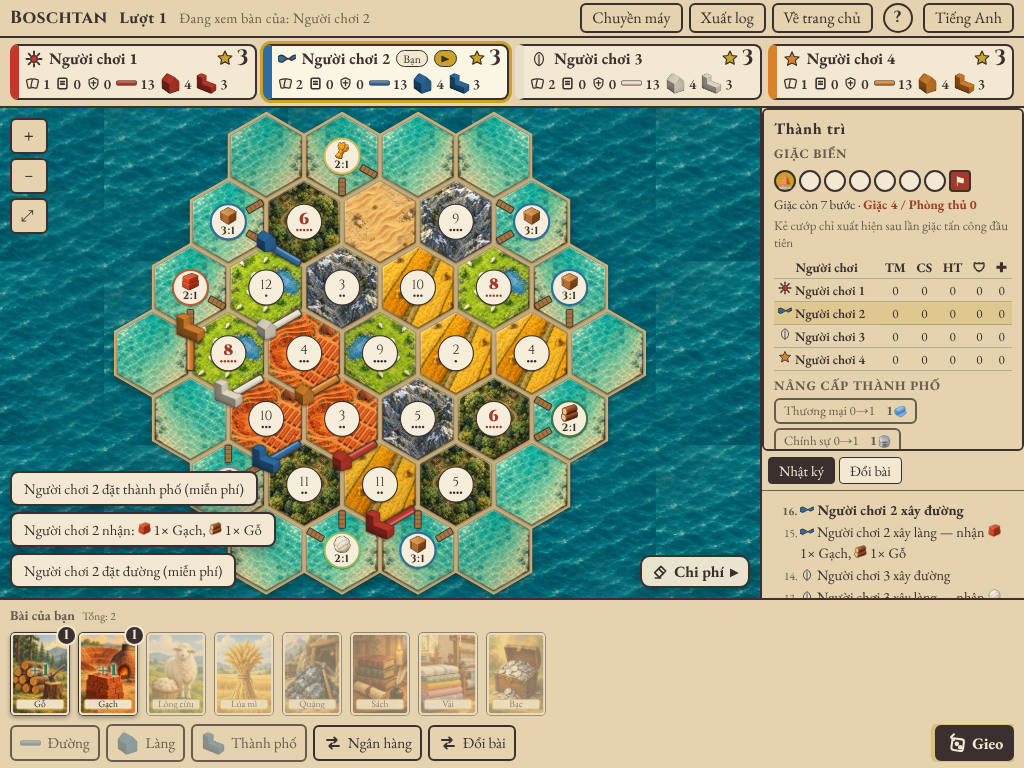 BOSCHTAN Lượt 1 Đang xem bàn của: Người chơi 2
Chuyền máy Xuất log Về trang chủ ? Tiếng Anh
Người chơi 1 3
1 0 0 13 4 3
Người chơi 2 Bạn ▶ 3
2 0 0 13 4 3
Người chơi 3 3
2 0 0 13 4 3
Người chơi 4 3
1 0 0 13 4 3
+
−
2:1
3:1 6 9 3:1
2:1 12 3 10 8 3:1
8 4 9 2 4
10 3 5 6 2:1
11 11 5
2:1 3:1
Người chơi 2 đặt thành phố (miễn phí)
Người chơi 2 nhận: 1× Gạch, 1× Gỗ
Người chơi 2 đặt đường (miễn phí)
Chi phí ▶
Thành trì
GIẶC BIỂN
Giặc còn 7 bước · Giặc 4 / Phòng thủ 0
Kẻ cướp chỉ xuất hiện sau lần giặc tấn công đầu
tiên
Người chơi TM CS HT
Người chơi 1 0 0 0 0 0
Người chơi 2 0 0 0 0 0
Người chơi 3 0 0 0 0 0
Người chơi 4 0 0 0 0 0
NÂNG CẤP THÀNH PHỐ
Thương mại 0→1 1
Chính sự 0→1 1
Nhật ký Đổi bài
16. Người chơi 2 xây đường
15. Người chơi 2 xây làng — nhận
1× Gạch, 1× Gỗ
14. Người chơi 3 xây đường
13. Người chơi 3 xây làng — nhận
Bài của bạn Tổng: 2
1 1
+1 +1
Gỗ Gạch Lông cừu Lúa mì Quặng Sách Vải Bạc
Đường Làng Thành phố Ngân hàng Đổi bài Gieo